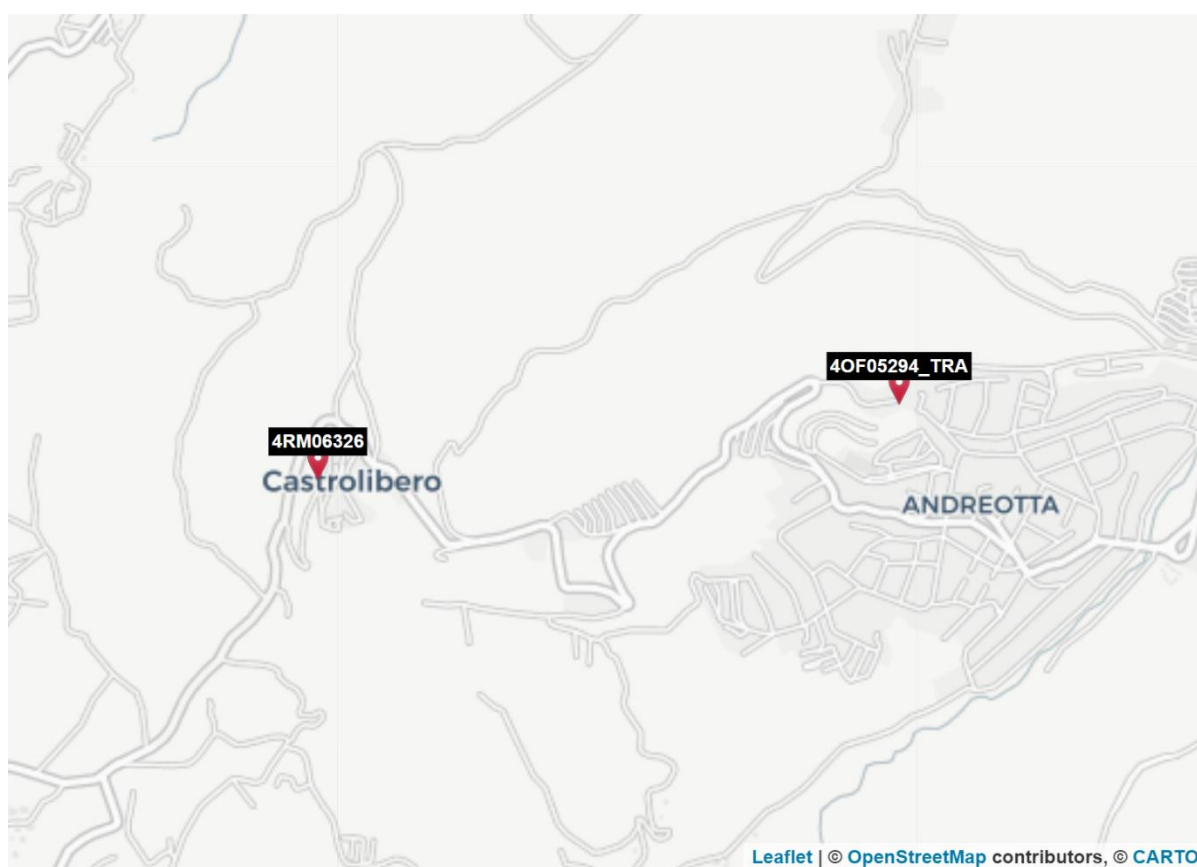 4OF05294_TRA
4RM06326
Castrolibero
ANDREOTTA
Leaflet | © OpenStreetMap contributors, © CARTO